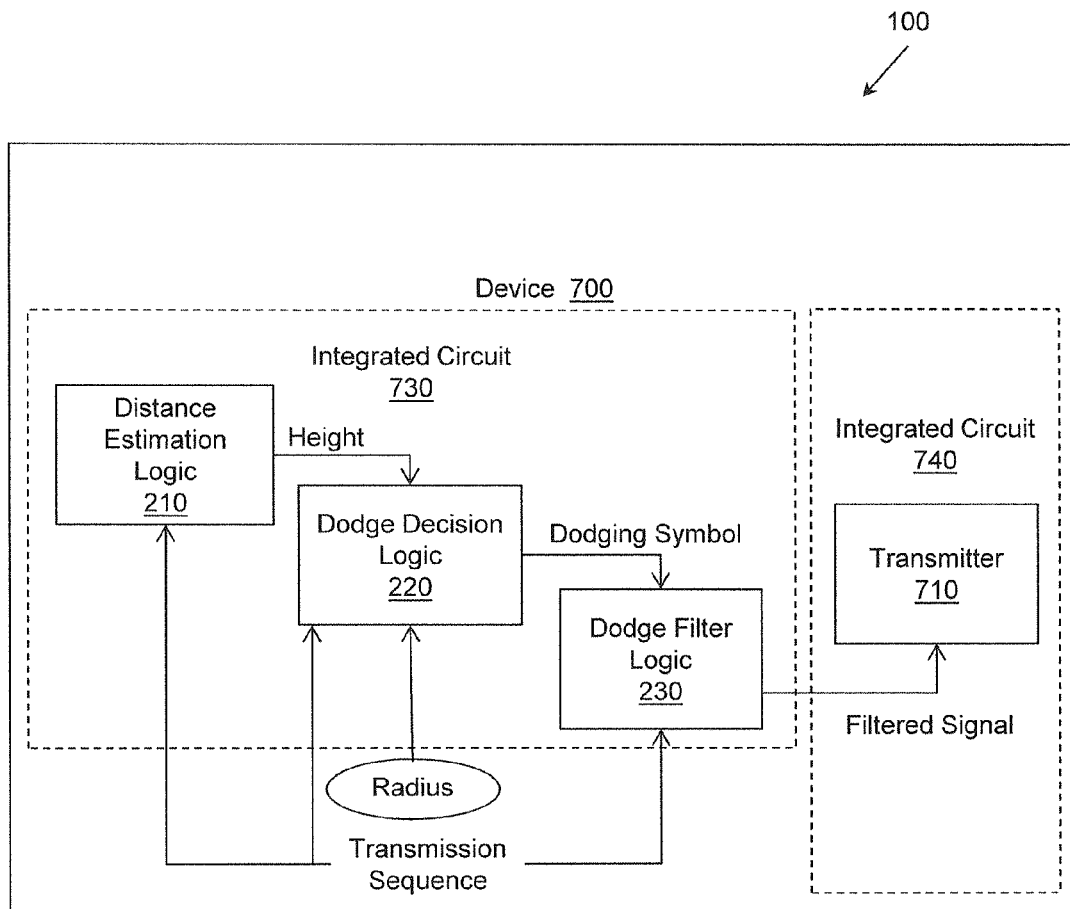 100
Device 700
Integrated Circuit
730
Distance
Estimation
Logic
210
Height
Dodge Decision
Logic
220
Dodging Symbol
Dodge Filter
Logic
230
Integrated Circuit
740
Transmitter
710
Filtered Signal
Radius
Transmission
Sequence